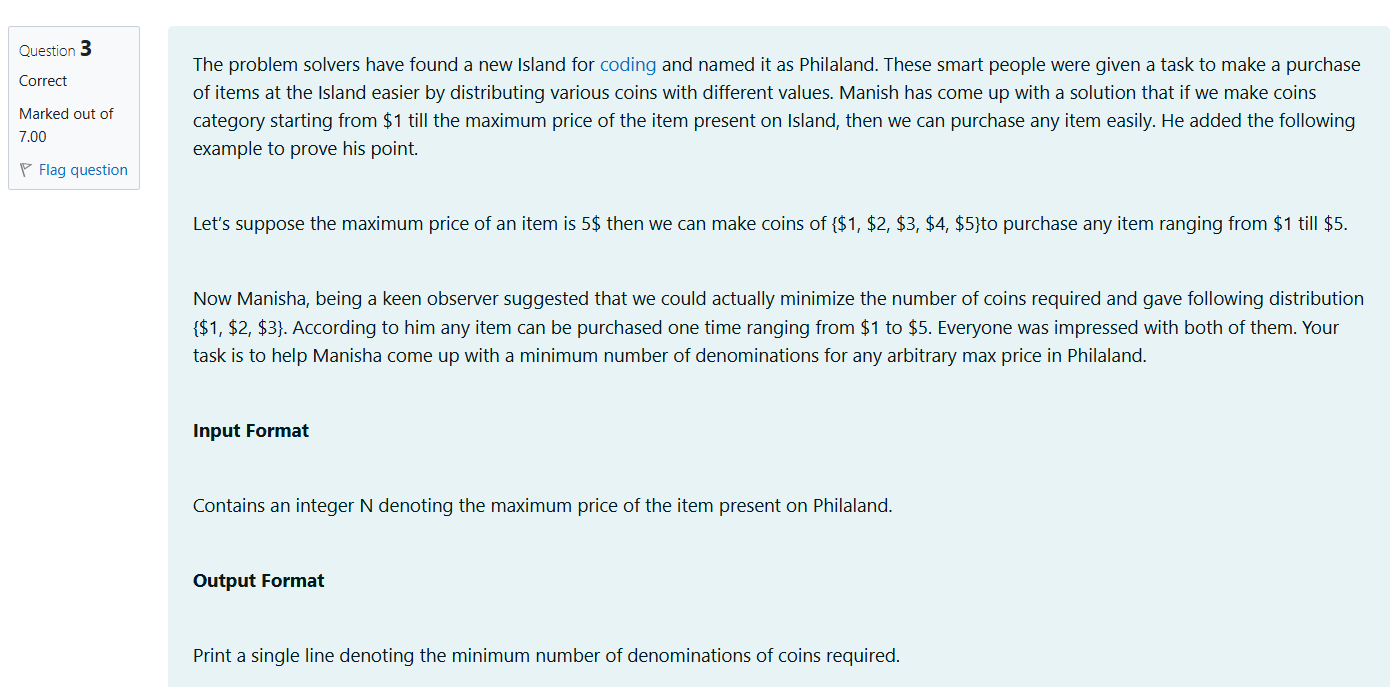 Question 3
Correct
Marked out of
7.00
Flag question
The problem solvers have found a new Island for coding and named it as Philaland. These smart people were given a task to make a purchase
of items at the Island easier by distributing various coins with different values. Manish has come up with a solution that if we make coins
category starting from $1 till the maximum price of the item present on Island, then we can purchase any item easily. He added the following
example to prove his point.
Let's suppose the maximum price of an item is 5$ then we can make coins of {$1, $2, $3, $4, $5}to purchase any item ranging from $1 till $5.
Now Manisha, being a keen observer suggested that we could actually minimize the number of coins required and gave following distribution
{$1, $2, $3}. According to him any item can be purchased one time ranging from $1 to $5. Everyone was impressed with both of them. Your
task is to help Manisha come up with a minimum number of denominations for any arbitrary max price in Philaland.
Input Format
Contains an integer N denoting the maximum price of the item present on Philaland.
Output Format
Print a single line denoting the minimum number of denominations of coins required.